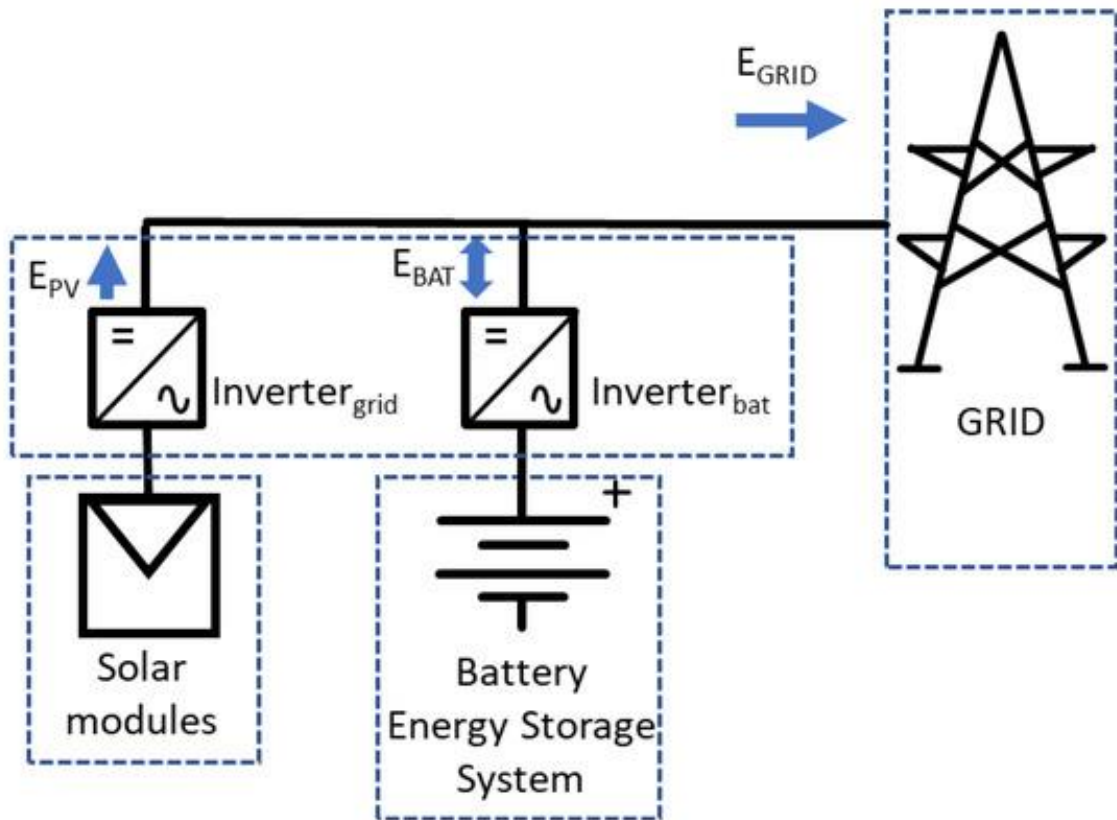 E_GRID
E_PV
E_BAT
Inverter_grid
Inverter_bat
GRID
+
Solar
modules
Battery
Energy Storage
System